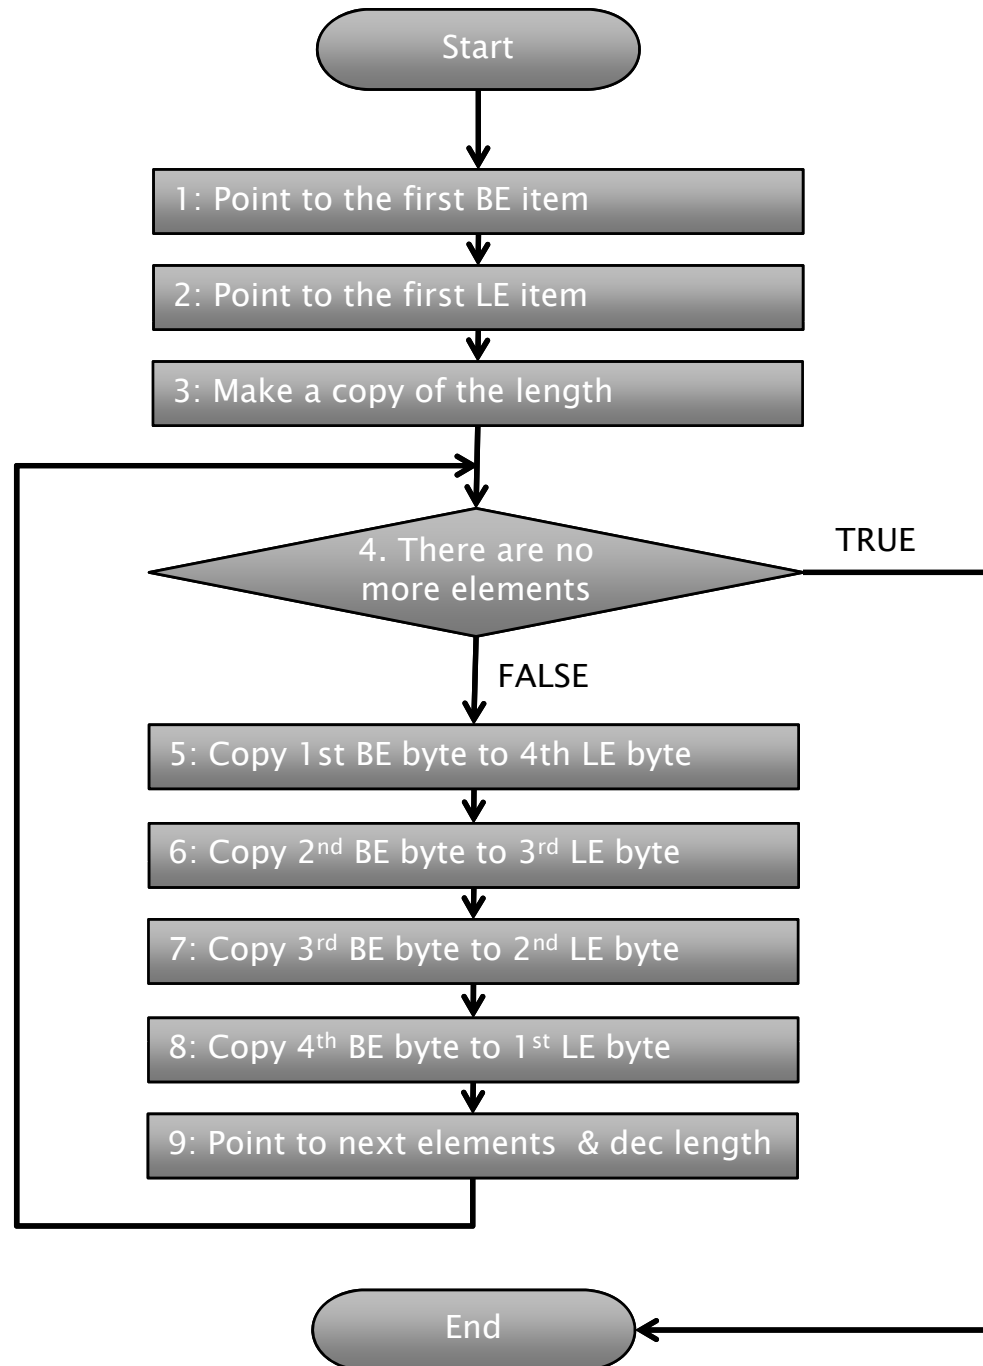 Start
1: Point to the first BE item
2: Point to the first LE item
3: Make a copy of the length
4. There are no
more elements
TRUE
FALSE
5: Copy 1st BE byte to 4th LE byte
6: Copy 2nd BE byte to 3rd LE byte
7: Copy 3rd BE byte to 2nd LE byte
8: Copy 4th BE byte to 1st LE byte
9: Point to next elements  & dec length
End